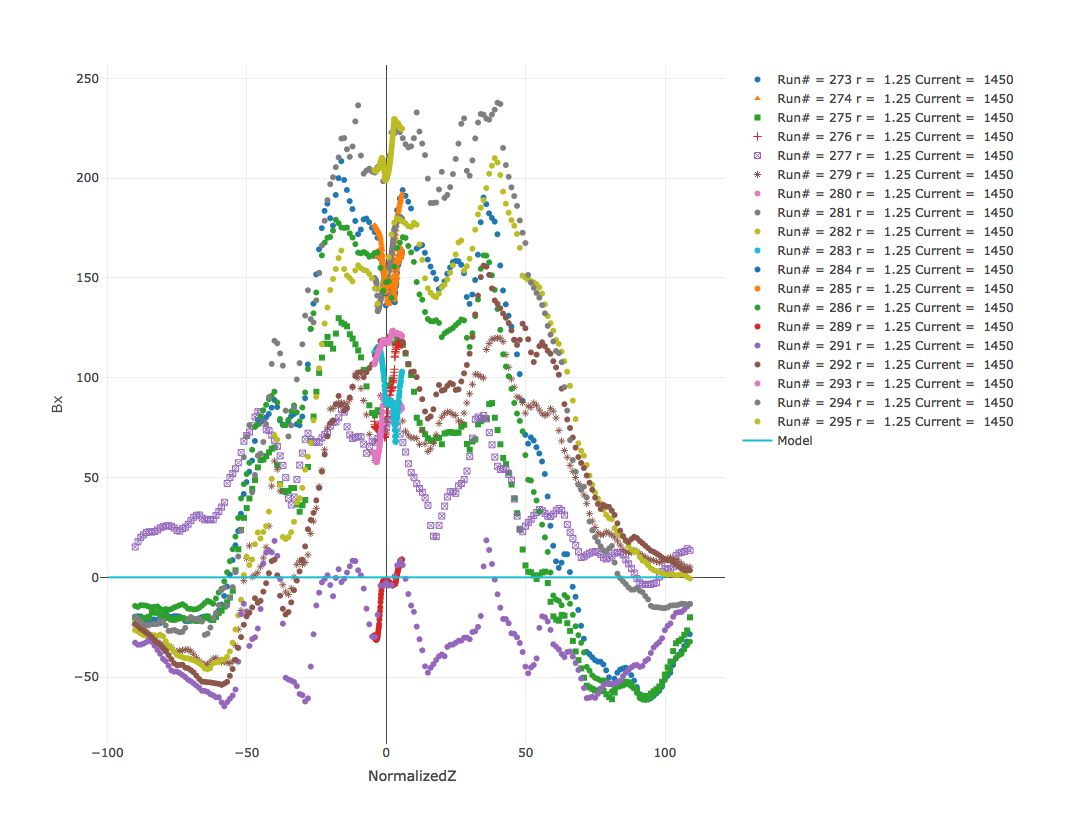 250
200
150
100
50
0
−50
−100
−50
0
50
100
Bx
NormalizedZ
Run# = 273 r = 1.25 Current = 1450
Run# = 274 r = 1.25 Current = 1450
Run# = 275 r = 1.25 Current = 1450
Run# = 276 r = 1.25 Current = 1450
Run# = 277 r = 1.25 Current = 1450
Run# = 279 r = 1.25 Current = 1450
Run# = 280 r = 1.25 Current = 1450
Run# = 281 r = 1.25 Current = 1450
Run# = 282 r = 1.25 Current = 1450
Run# = 283 r = 1.25 Current = 1450
Run# = 284 r = 1.25 Current = 1450
Run# = 285 r = 1.25 Current = 1450
Run# = 286 r = 1.25 Current = 1450
Run# = 289 r = 1.25 Current = 1450
Run# = 291 r = 1.25 Current = 1450
Run# = 292 r = 1.25 Current = 1450
Run# = 293 r = 1.25 Current = 1450
Run# = 294 r = 1.25 Current = 1450
Run# = 295 r = 1.25 Current = 1450
Model